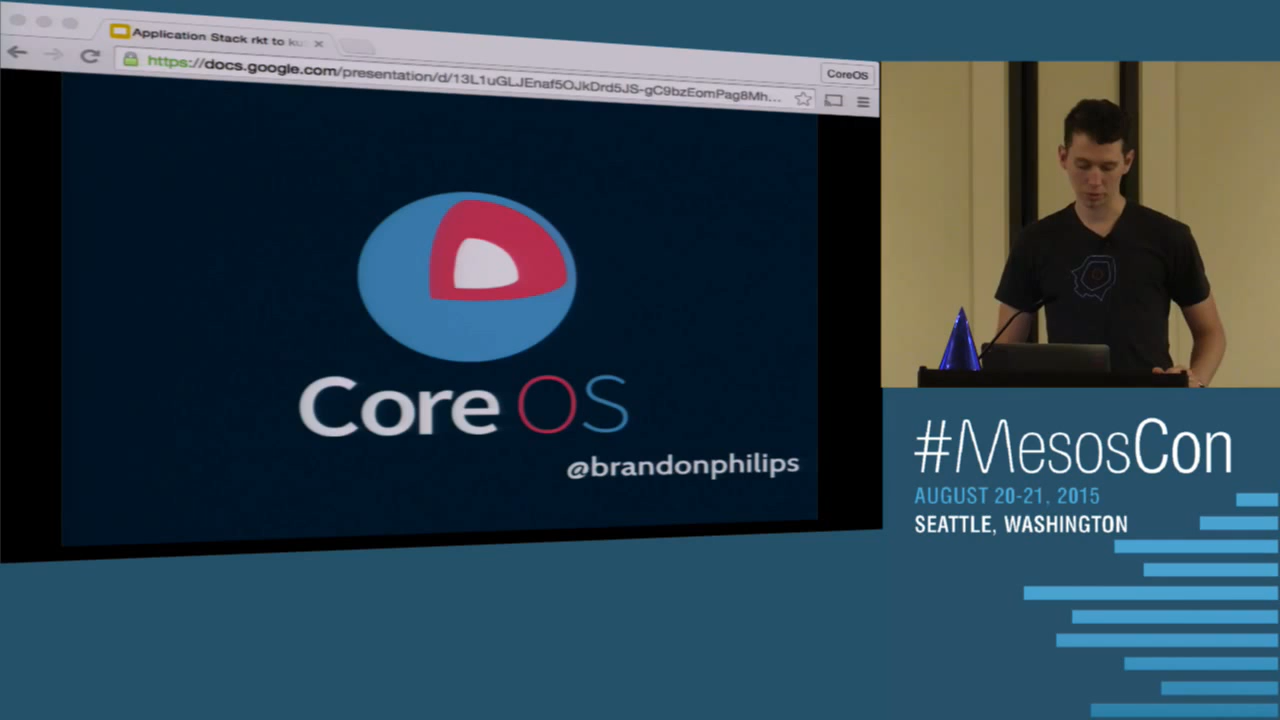 Application Stack rkt to ku
https://docs.google.com/presentation/d/13L1uGLJEnaf5OJkDrd5JS-gC9bzEomPag8Mh...
CoreOS
Core OS
@brandonphilips
#MesosCon
AUGUST 20-21, 2015
SEATTLE, WASHINGTON